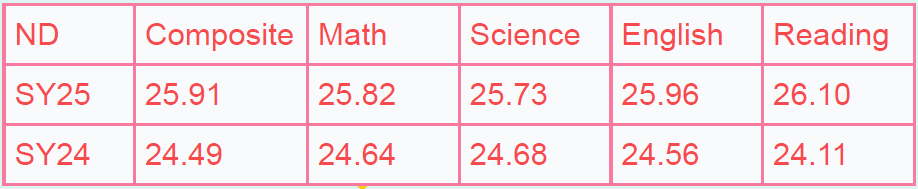 ND Composite Math Science English Reading
SY25 25.91 25.82 25.73 25.96 26.10
SY24 24.49 24.64 24.68 24.56 24.11